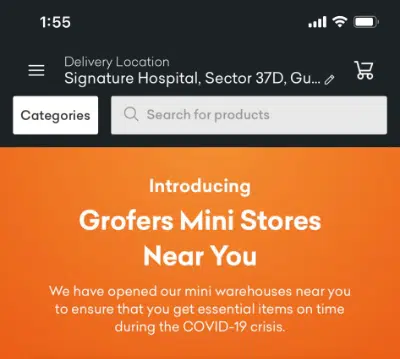 1:55
Delivery Location
Signature Hospital, Sector 37D, Gu...
Categories
Search for products
Introducing
Grofers Mini Stores
Near You
We have opened our mini warehouses near you
to ensure that you get essential items on time
during the COVID-19 crisis.